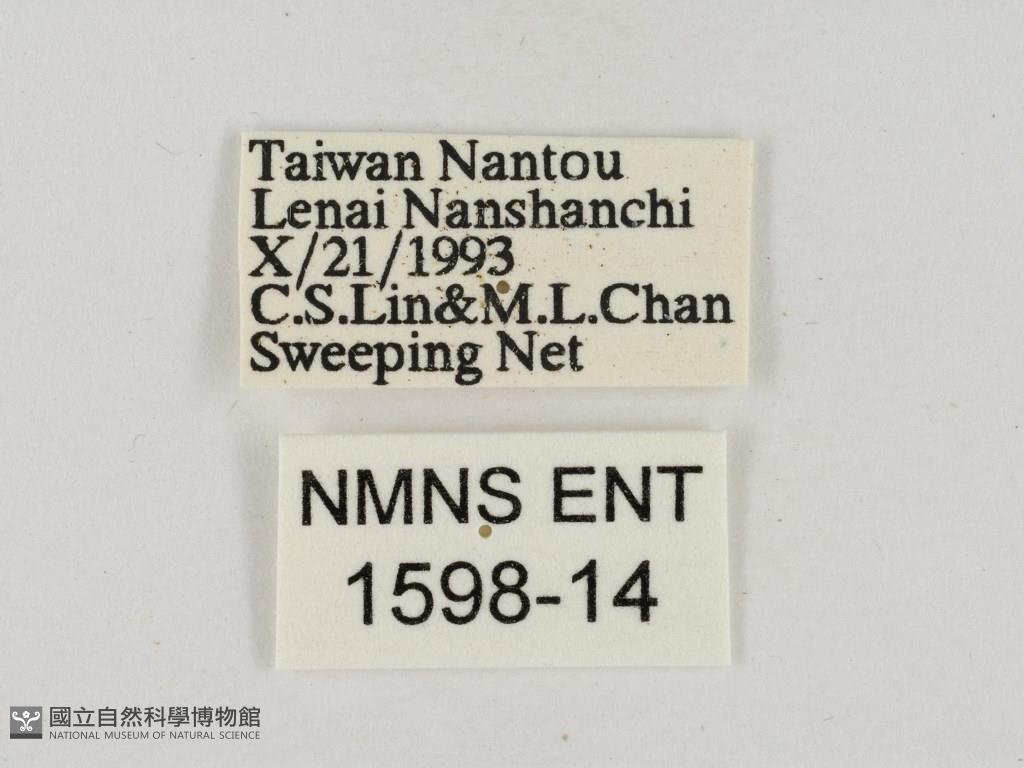 Taiwan Nantou
Lenai Nanshanchi
X/21/1993
C.S.Lin&M.L.Chan
Sweeping Net
NMNS ENT
1598-14
國立自然科學博物館
NATIONAL MUSEUM OF NATURAL SCIENCE